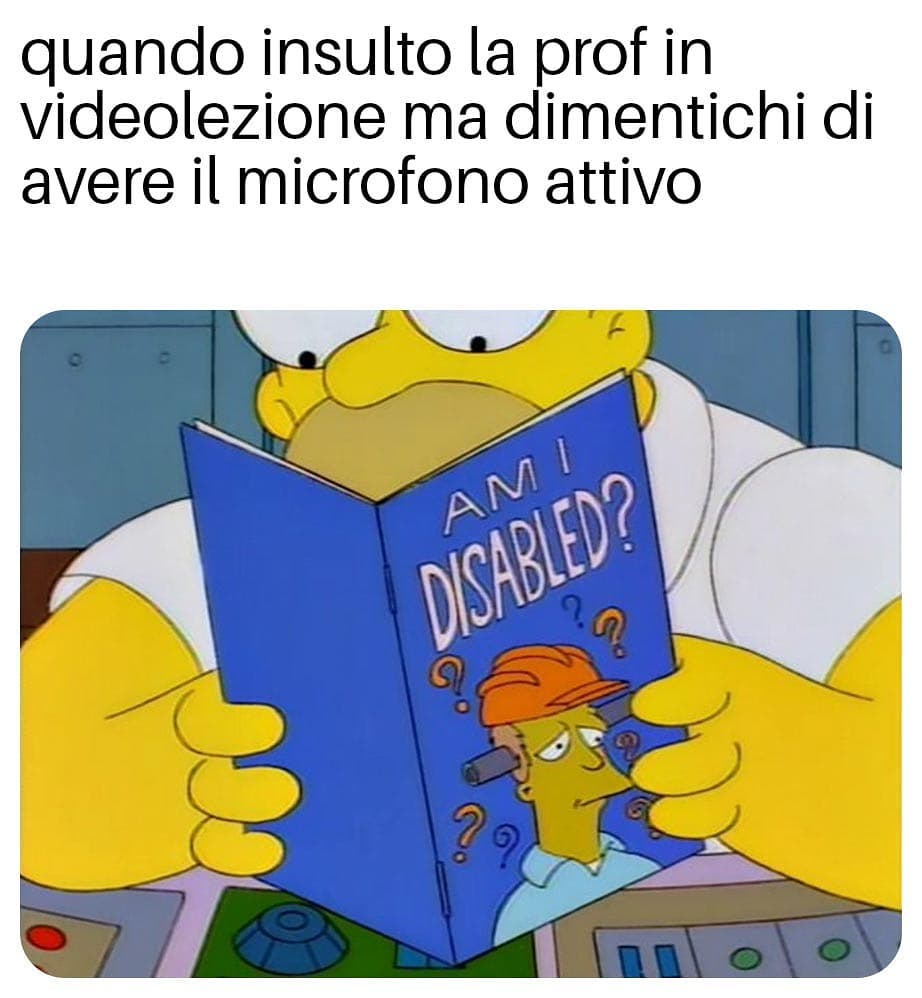 quando insulto la prof in
videolezione ma dimentichi di
avere il microfono attivo
AM I
DISABLED?